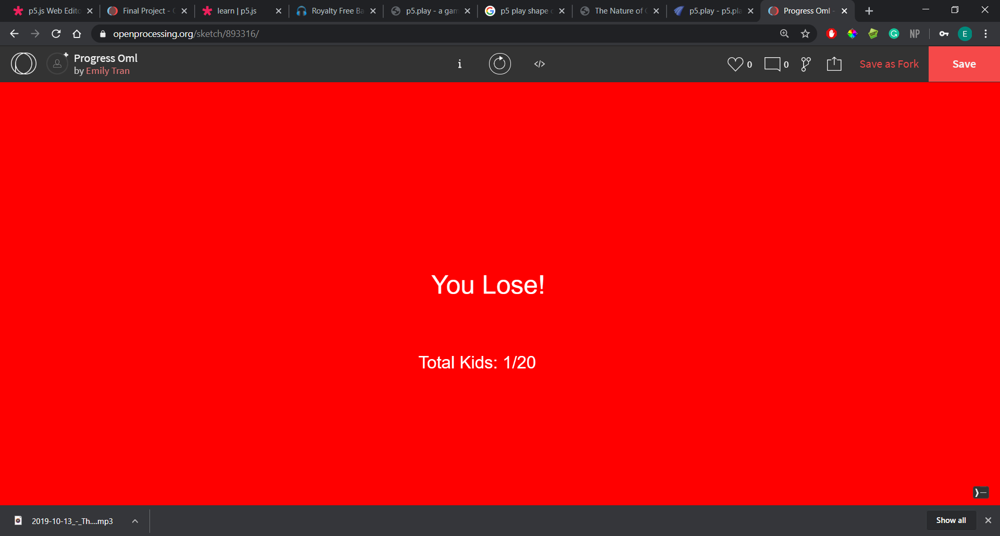 p5.js Web Edito
Final Project -
learn | p5.js
Royalty Free Ba
p5.play - a gam
p5 play shape
The Nature of
p5.play - p5.pla
Progress Oml -
openprocessing.org/sketch/893316/
NP
E
Progress Oml
by Emily Tran
i
</>
0
0
Save as Fork
Save
You Lose!
Total Kids: 1/20
2019-10-13_-_Th....mp3
Show all